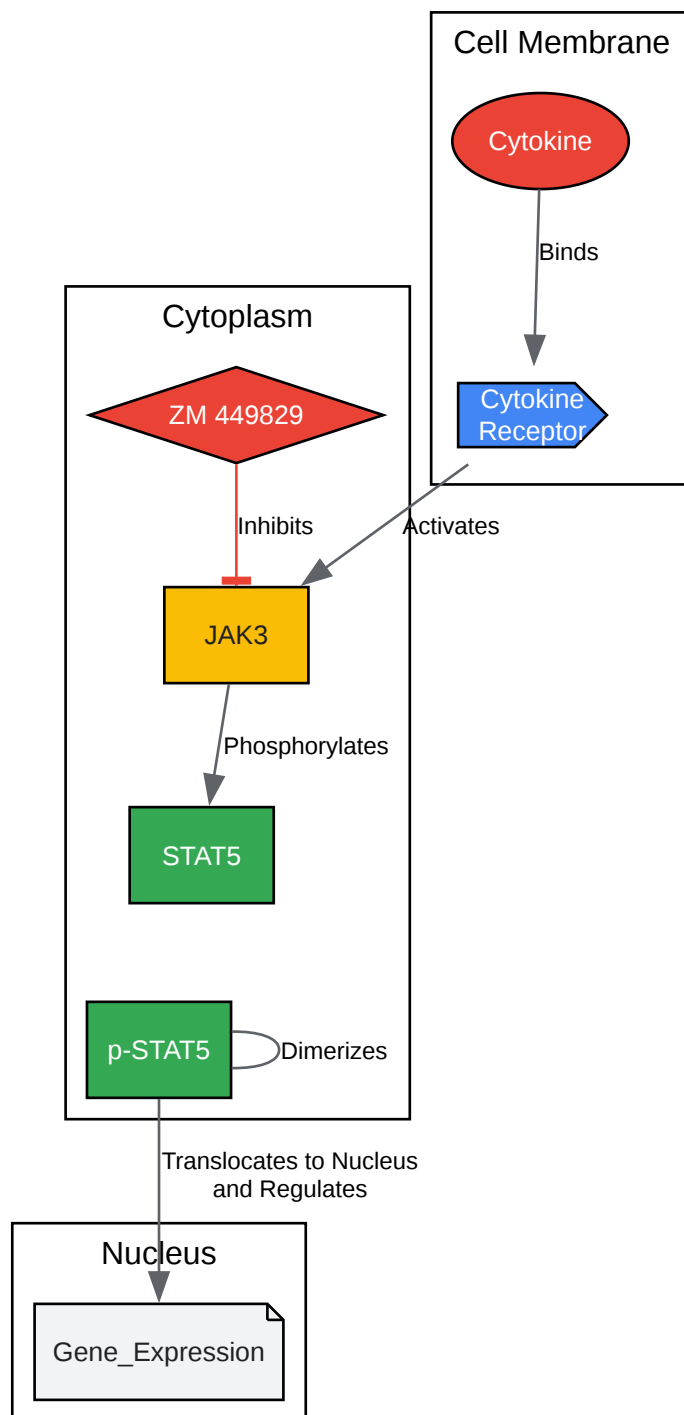 Cell Membrane
Cytokine
Binds
Cytokine
Receptor
Activates
Cytoplasm
ZM 449829
Inhibits
JAK3
Phosphorylates
STAT5
p-STAT5
Dimerizes
Translocates to Nucleus
and Regulates
Nucleus
Gene_Expression